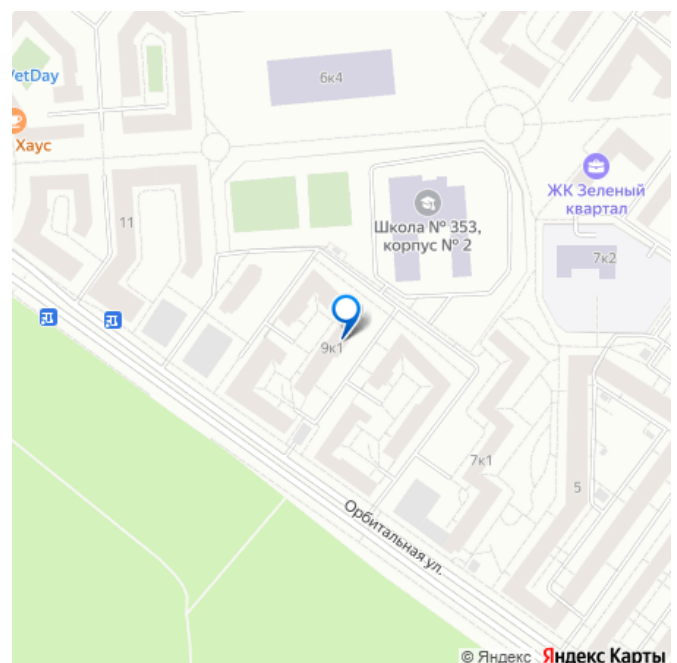 6к4
VetDay
Хаус
ЖК Зеленый
квартал
Школа № 353,
корпус № 2
11
7к2
9к1
7к1
5
Орбитальная ул.
© Яндекс Яндекс Карты